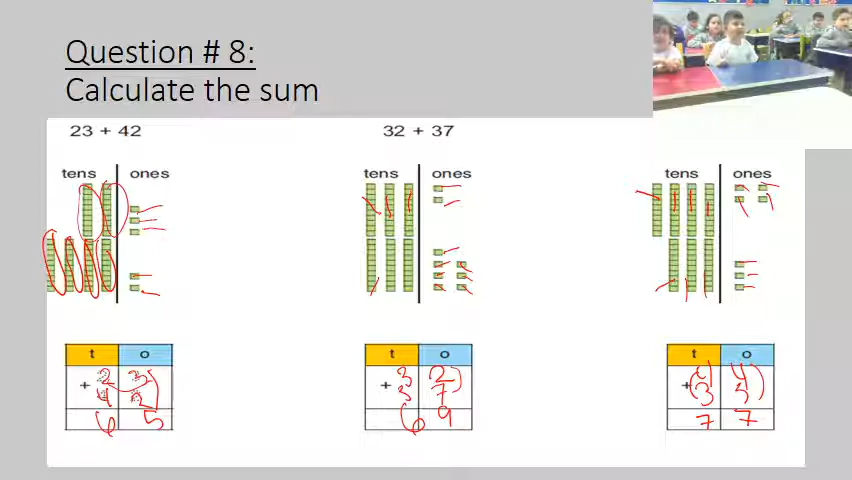 Question # 8:
Calculate the sum
23 + 42
32 + 37
tens ones
tens ones
tens ones
t o
2 3
+ 4 2
6 5
t o
3 2
+ 3 7
6 9
t o
4 4
+ 3 3
7 7